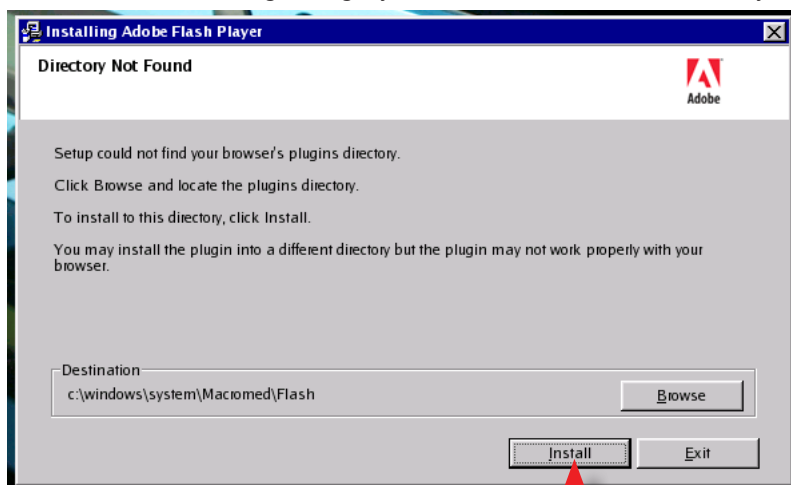 Installing Adobe Flash Player
Directory Not Found
Adobe
Setup could not find your browser's plugins directory.
Click Browse and locate the plugins directory.
To install to this directory, click Install.
You may install the plugin into a different directory but the plugin may not work properly with your
browser.
Destination
c:\windows\system\Macromed\Flash
Browse
Install
Exit